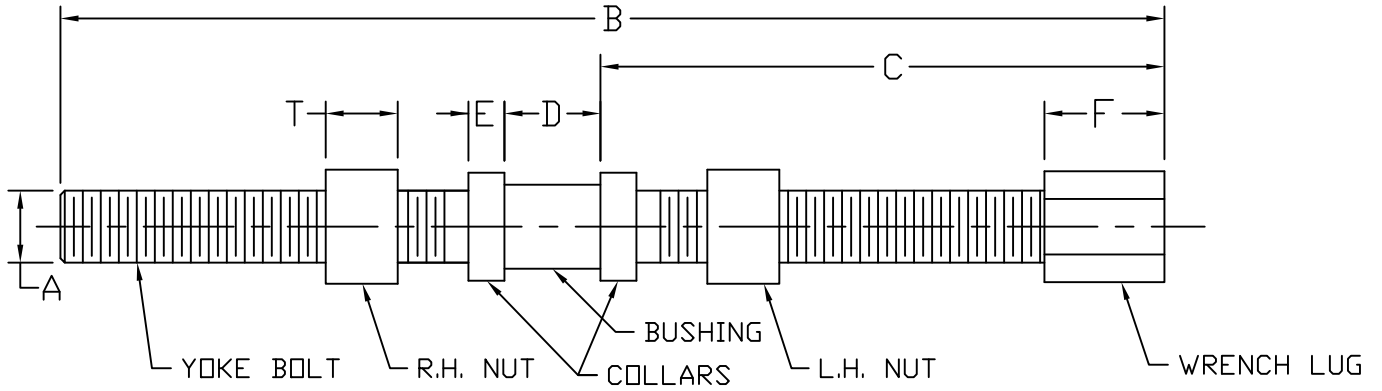 B
C
T
E
D
F
A
BUSHING
YOKE BOLT
R.H. NUT
COLLARS
L.H. NUT
WRENCH LUG